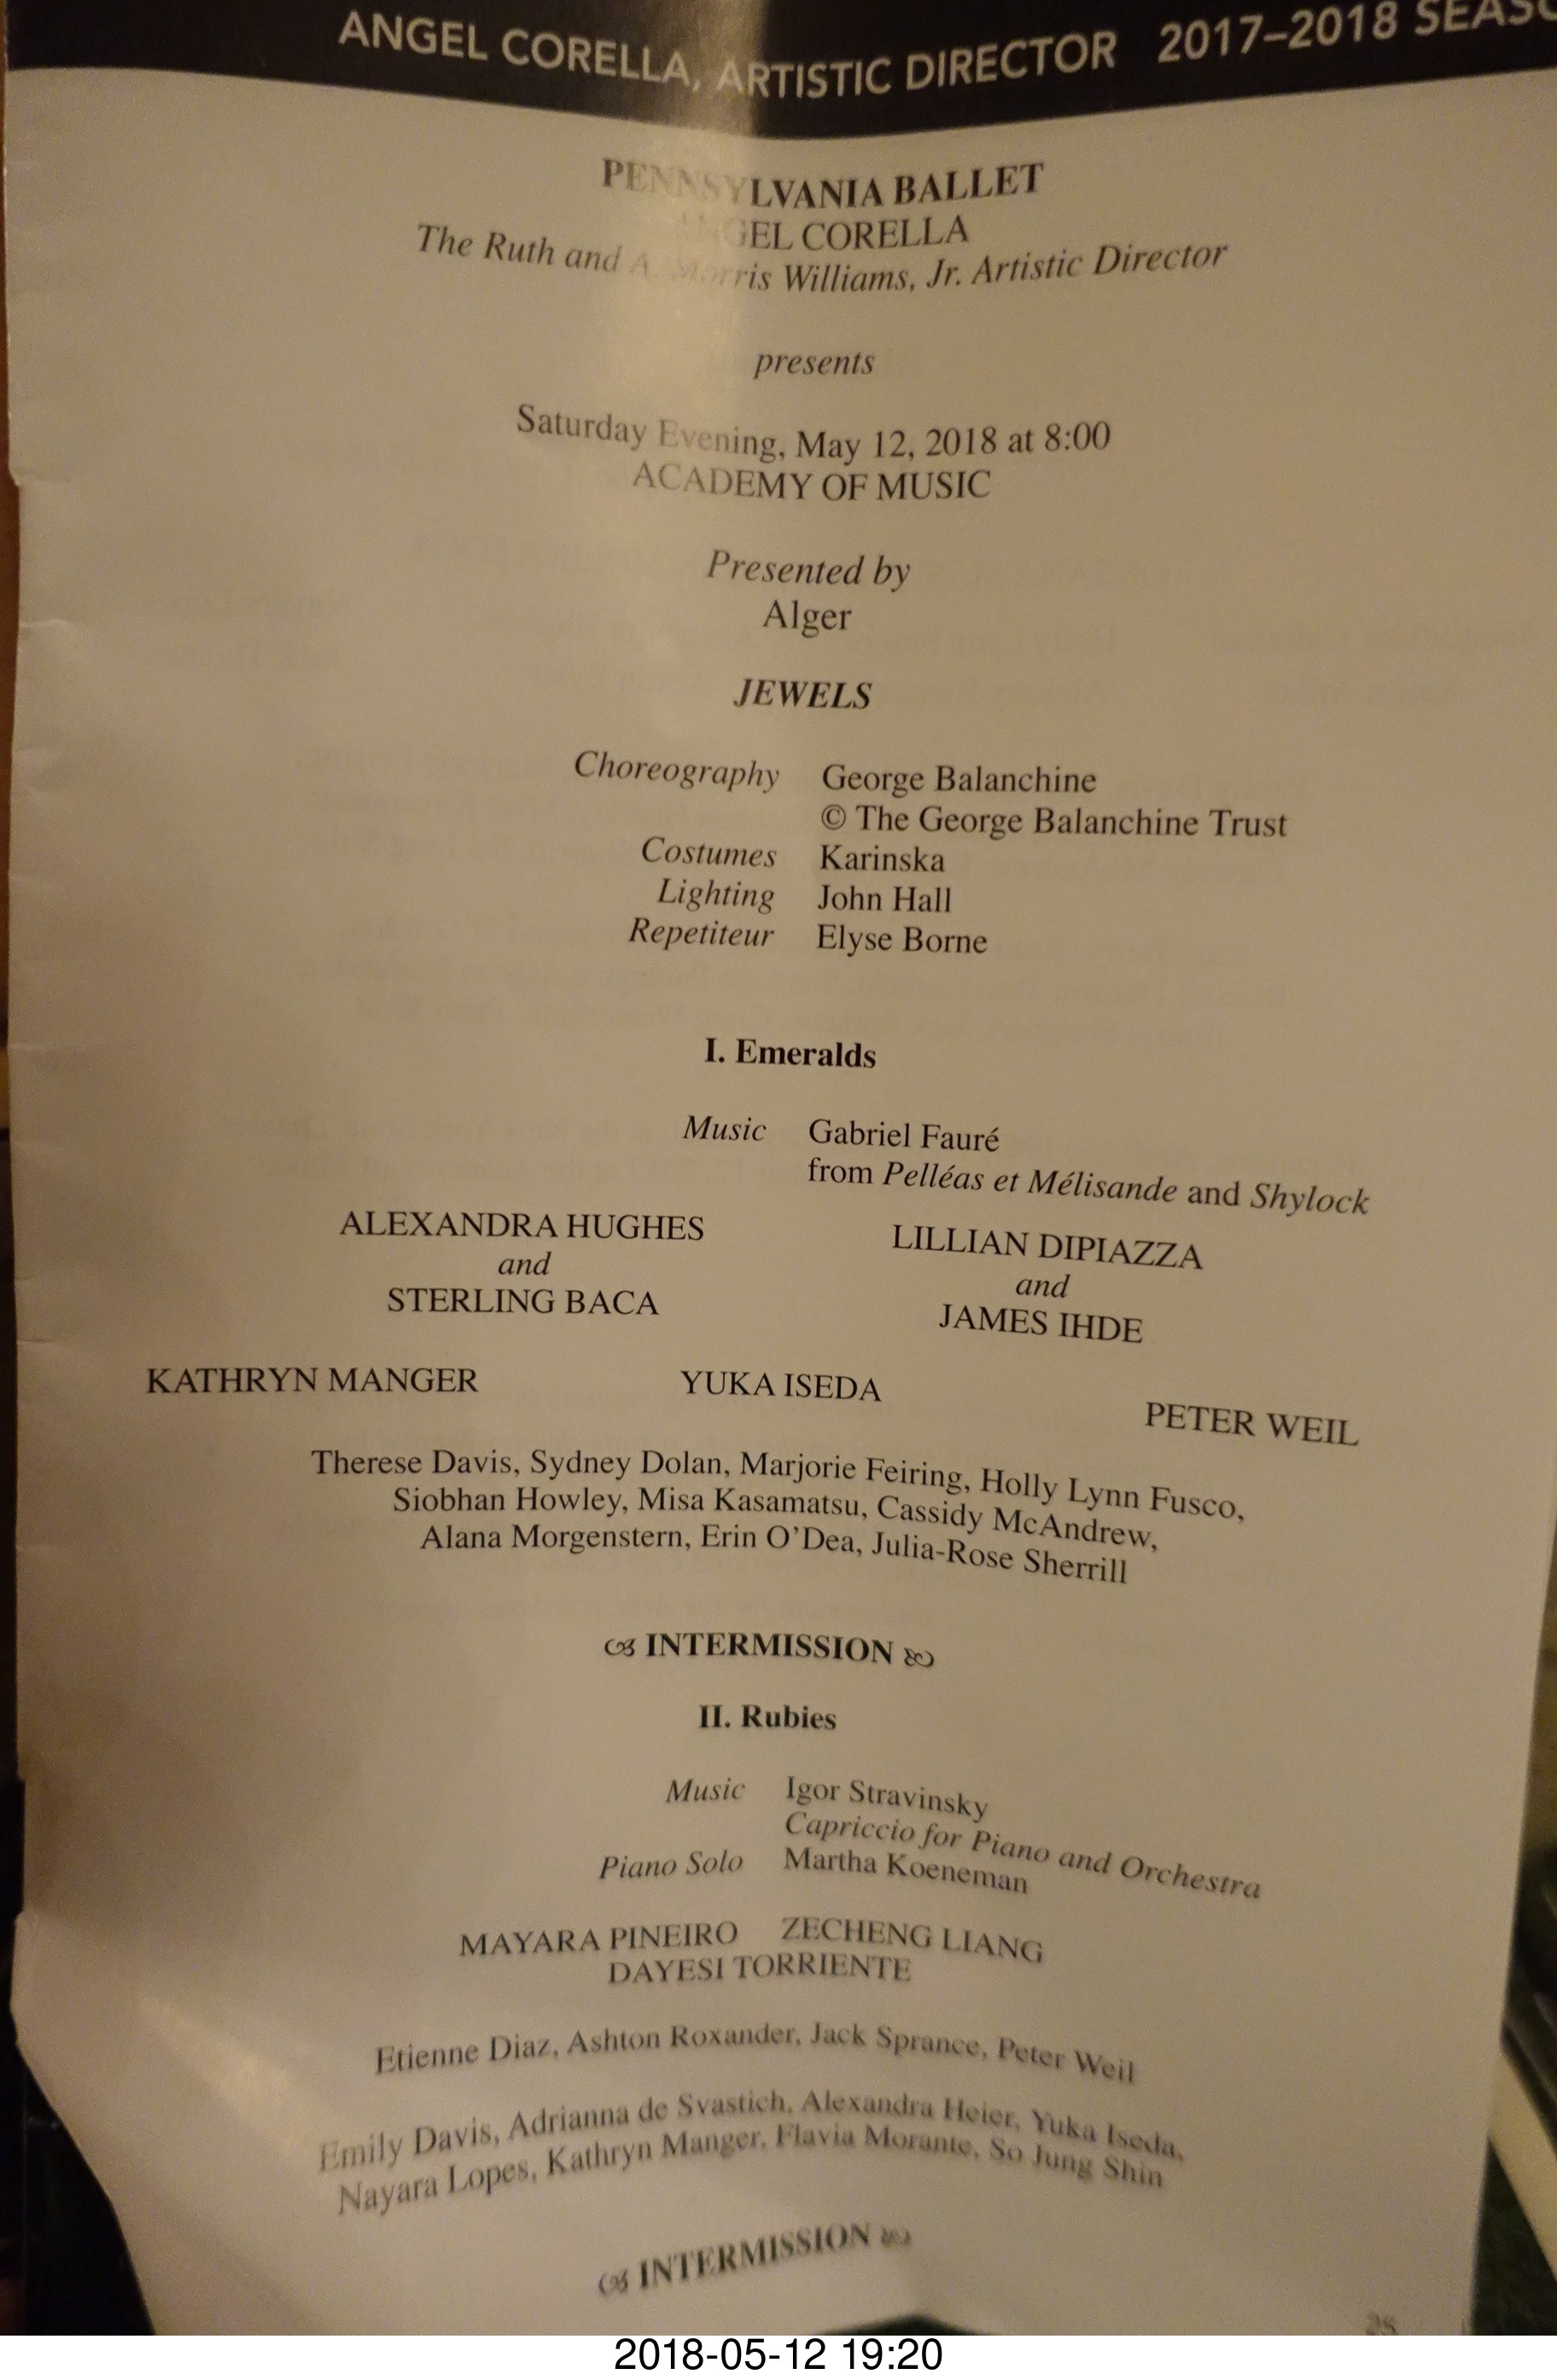 ANGEL CORELLA, ARTISTIC DIRECTOR 2017–2018 SEASO
PENNSYLVANIA BALLET
ANGEL CORELLA
The Ruth and A. Morris Williams, Jr. Artistic Director
presents
Saturday Evening, May 12, 2018 at 8:00
ACADEMY OF MUSIC
Presented by
Alger
JEWELS
Choreography George Balanchine
© The George Balanchine Trust
Costumes Karinska
Lighting John Hall
Repetiteur Elyse Borne
I. Emeralds
Music Gabriel Fauré
from Pelléas et Mélisande and Shylock
ALEXANDRA HUGHES LILLIAN DIPIAZZA
and and
STERLING BACA JAMES IHDE
KATHRYN MANGER YUKA ISEDA PETER WEIL
Therese Davis, Sydney Dolan, Marjorie Feiring, Holly Lynn Fusco,
Siobhan Howley, Misa Kasamatsu, Cassidy McAndrew,
Alana Morgenstern, Erin O’Dea, Julia-Rose Sherrill
INTERMISSION
II. Rubies
Music Igor Stravinsky
Capriccio for Piano and Orchestra
Piano Solo Martha Koeneman
MAYARA PINEIRO ZECHENG LIANG
DAYESI TORRIENTE
Etienne Diaz, Ashton Roxander, Jack Sprance, Peter Weil
Emily Davis, Adrianna de Svastich, Alexandra Heier, Yuka Iseda,
Nayara Lopes, Kathryn Manger, Flavia Morante, So Jung Shin
INTERMISSION
2018-05-12 19:20